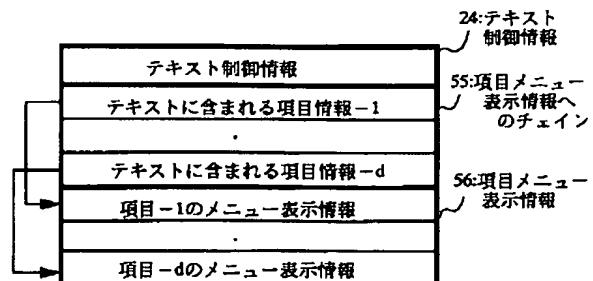 24:テキスト
制御情報
テキスト制御情報
55:項目メニュー
表示情報へ
のチェイン
テキストに含まれる項目情報-1
.
テキストに含まれる項目情報-d
56:項目メニュー
表示情報
項目-1のメニュー表示情報
.
項目-dのメニュー表示情報